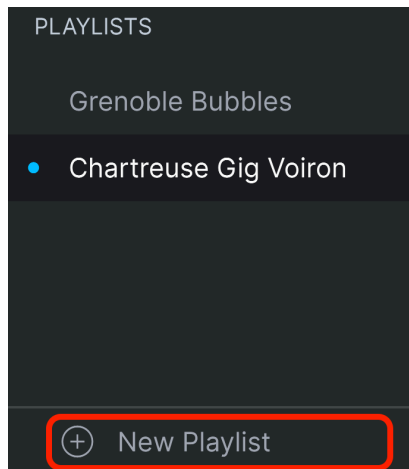 PLAYLISTS
Grenoble Bubbles
Chartreuse Gig Voiron
New Playlist